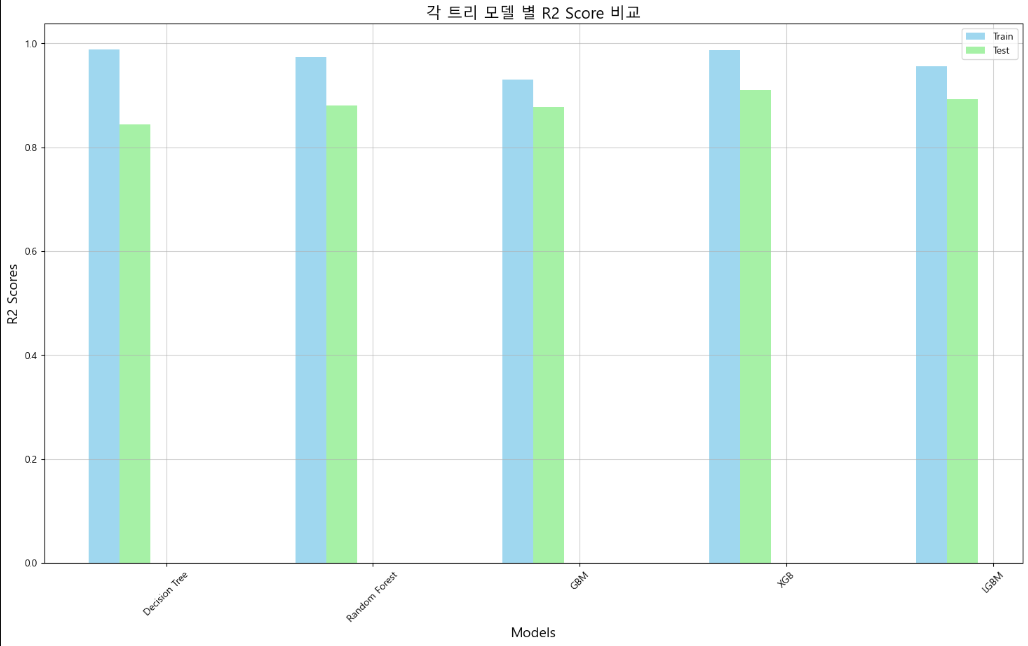 각 트리 모델 별 R2 Score 비교
Train
Test
R2 Scores
1.0
0.8
0.6
0.4
0.2
0.0
Decision Tree
Random Forest
GBM
XGB
LGBM
Models